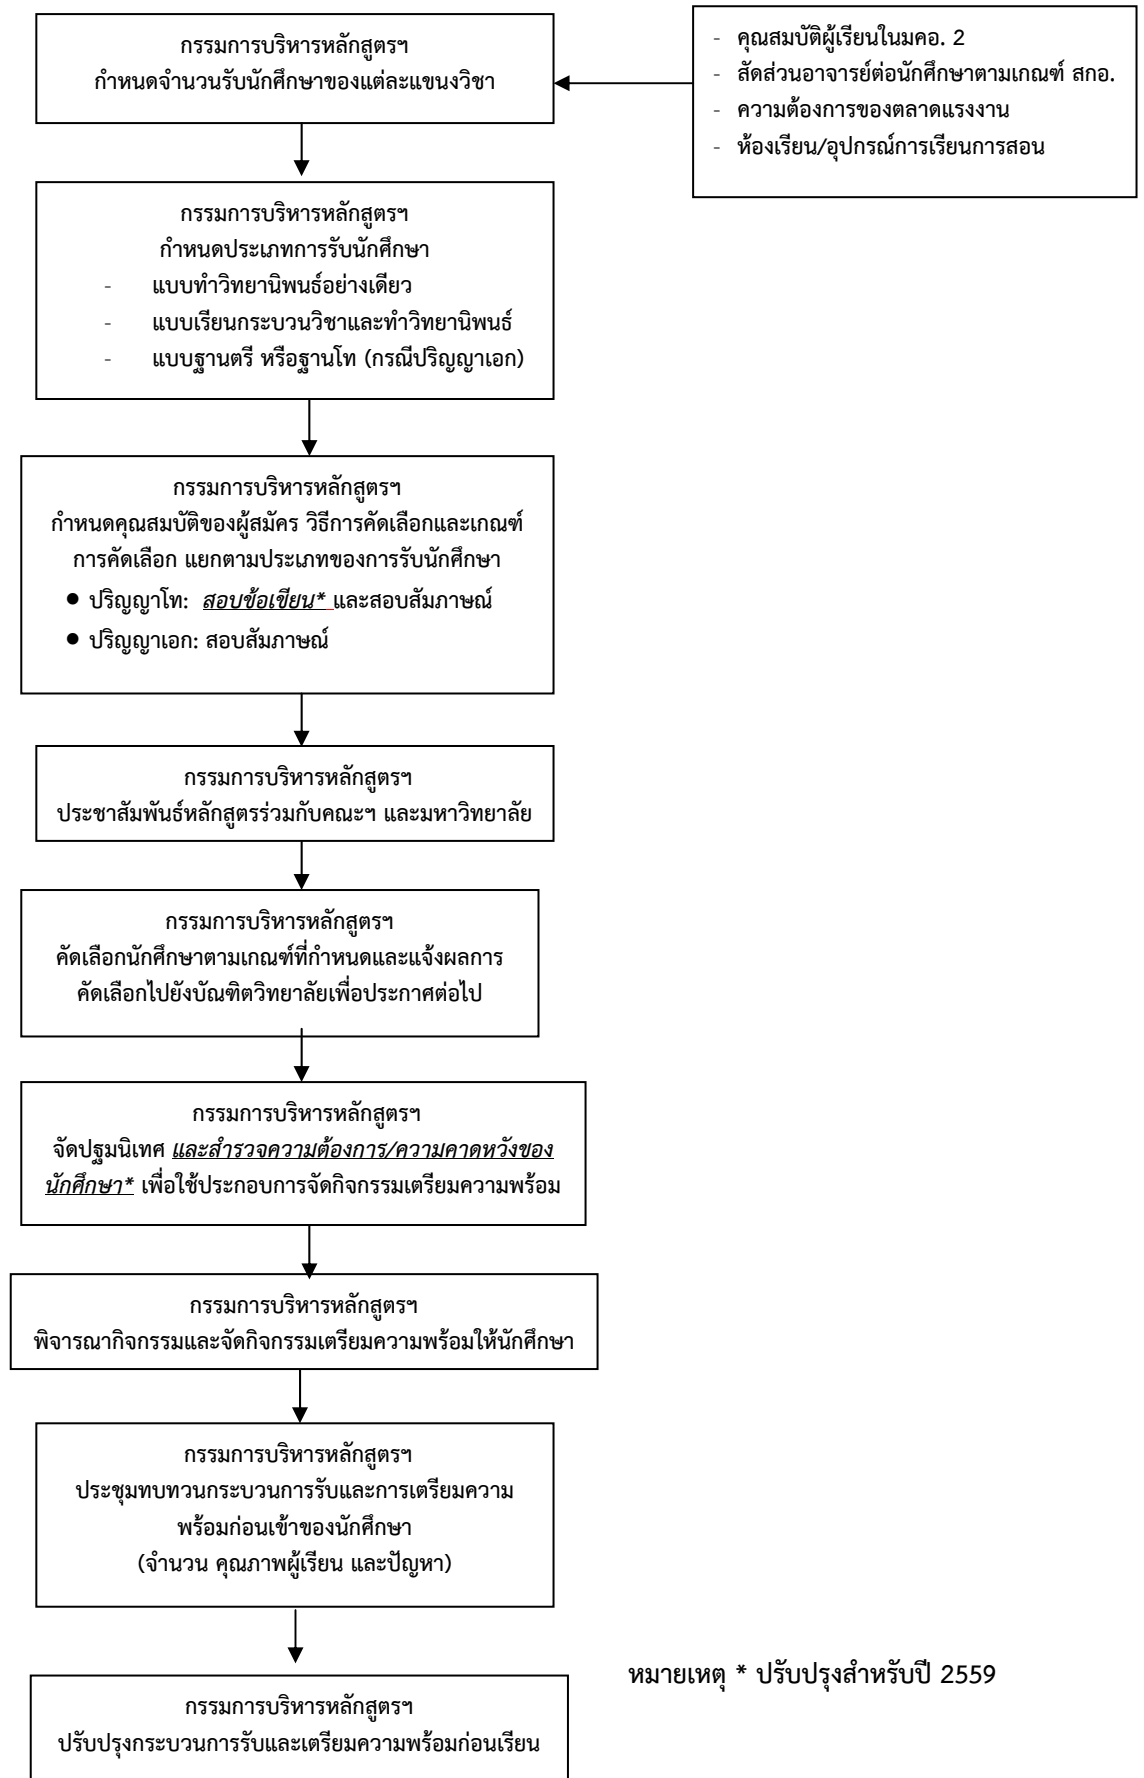 กรรมการบริหารหลักสูตรฯ
กำหนดจำนวนรับนักศึกษาของแต่ละแขนงวิชา
- คุณสมบัติผู้เรียนในมคอ. 2
- สัดส่วนอาจารย์ต่อนักศึกษาตามเกณฑ์ สกอ.
- ความต้องการของตลาดแรงงาน
- ห้องเรียน/อุปกรณ์การเรียนการสอน
กรรมการบริหารหลักสูตรฯ
กำหนดประเภทการรับนักศึกษา
- แบบทำวิทยานิพนธ์อย่างเดียว
- แบบเรียนกระบวนวิชาและทำวิทยานิพนธ์
- แบบฐานตรี หรือฐานโท (กรณีปริญญาเอก)
กรรมการบริหารหลักสูตรฯ
กำหนดคุณสมบัติของผู้สมัคร วิธีการคัดเลือกและเกณฑ์
การคัดเลือก แยกตามประเภทของการรับนักศึกษา
● ปริญญาโท: สอบข้อเขียน* และสอบสัมภาษณ์
● ปริญญาเอก: สอบสัมภาษณ์
กรรมการบริหารหลักสูตรฯ
ประชาสัมพันธ์หลักสูตรร่วมกับคณะฯ และมหาวิทยาลัย
กรรมการบริหารหลักสูตรฯ
คัดเลือกนักศึกษาตามเกณฑ์ที่กำหนดและแจ้งผลการ
คัดเลือกไปยังบัณฑิตวิทยาลัยเพื่อประกาศต่อไป
กรรมการบริหารหลักสูตรฯ
จัดปฐมนิเทศ และสำรวจความต้องการ/ความคาดหวังของ
นักศึกษา* เพื่อใช้ประกอบการจัดกิจกรรมเตรียมความพร้อม
กรรมการบริหารหลักสูตรฯ
พิจารณากิจกรรมและจัดกิจกรรมเตรียมความพร้อมให้นักศึกษา
กรรมการบริหารหลักสูตรฯ
ประชุมทบทวนกระบวนการรับและการเตรียมความ
พร้อมก่อนเข้าของนักศึกษา
(จำนวน คุณภาพผู้เรียน และปัญหา)
หมายเหตุ * ปรับปรุงสำหรับปี 2559
กรรมการบริหารหลักสูตรฯ
ปรับปรุงกระบวนการรับและเตรียมความพร้อมก่อนเรียน